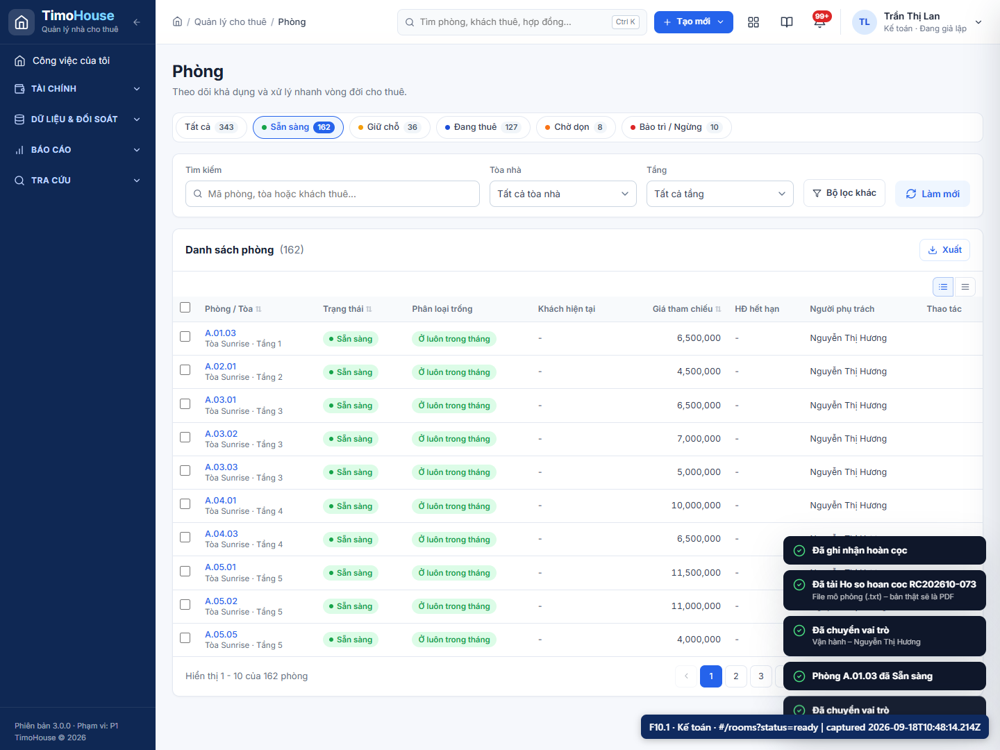 TimoHouse
Quản lý nhà cho thuê
Công việc của tôi
TÀI CHÍNH
DỮ LIỆU & ĐỐI SOÁT
BÁO CÁO
TRA CỨU
Phiên bản 3.0.0 · Phạm vi: P1
TimoHouse © 2026
/ Quản lý cho thuê / Phòng
Tìm phòng, khách thuê, hợp đồng... Ctrl K
Tạo mới
99+
TL
Trần Thị Lan
Kế toán · Đang giả lập
Phòng
Theo dõi khả dụng và xử lý nhanh vòng đời cho thuê.
Tất cả 343 Sẵn sàng 162 Giữ chỗ 36 Đang thuê 127 Chờ dọn 8 Bảo trì / Ngừng 10
Tìm kiếm Tòa nhà Tầng
Mã phòng, tòa hoặc khách thuê... Tất cả tòa nhà Tất cả tầng Bộ lọc khác Làm mới
Danh sách phòng (162) Xuất
Phòng / Tòa Trạng thái Phân loại trống Khách hiện tại Giá tham chiếu HĐ hết hạn Người phụ trách Thao tác
A.01.03 Sẵn sàng Ở luôn trong tháng - 6,500,000 - Nguyễn Thị Hương
Tòa Sunrise · Tầng 1
A.02.01 Sẵn sàng Ở luôn trong tháng - 4,500,000 - Nguyễn Thị Hương
Tòa Sunrise · Tầng 2
A.03.01 Sẵn sàng Ở luôn trong tháng - 6,500,000 - Nguyễn Thị Hương
Tòa Sunrise · Tầng 3
A.03.02 Sẵn sàng Ở luôn trong tháng - 7,000,000 - Nguyễn Thị Hương
Tòa Sunrise · Tầng 3
A.03.03 Sẵn sàng Ở luôn trong tháng - 5,000,000 - Nguyễn Thị Hương
Tòa Sunrise · Tầng 3
A.04.01 Sẵn sàng Ở luôn trong tháng - 10,000,000 - Nguyễn Thị Hương
Tòa Sunrise · Tầng 4
A.04.03 Sẵn sàng Ở luôn trong tháng - 6,500,000 -
Tòa Sunrise · Tầng 4
A.05.01 Sẵn sàng Ở luôn trong tháng - 11,500,000 -
Tòa Sunrise · Tầng 5
A.05.02 Sẵn sàng Ở luôn trong tháng - 11,000,000 -
Tòa Sunrise · Tầng 5
A.05.05 Sẵn sàng Ở luôn trong tháng - 4,000,000 -
Tòa Sunrise · Tầng 5
Hiển thị 1 - 10 của 162 phòng 1 2 3
Đã ghi nhận hoàn cọc
Đã tải Ho so hoan coc RC202610-073
File mô phỏng (.txt) – bản thật sẽ là PDF
Đã chuyển vai trò
Vận hành – Nguyễn Thị Hương
Phòng A.01.03 đã Sẵn sàng
Đã chuyển vai trò
F10.1 · Kế toán · #/rooms?status=ready | captured 2026-09-18T10:48:14.214Z